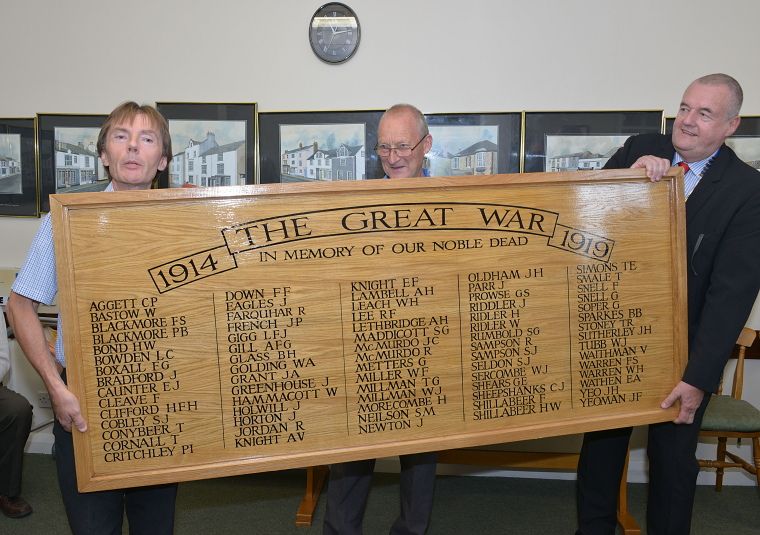 THE GREAT WAR
1914 1919
IN MEMORY OF OUR NOBLE DEAD
AGGETT CP
BASTOW W
BLACKMORE FS
BLACKMORE PB
BOND HW
BOWDEN LC
BOXALL FG
BRADFORD J
CAUNTER EJ
CLEAVE F
CLIFFORD HFH
COBLEY SJ
CONYBEER T
CORNALL T
CRITCHLEY PI
DOWN FF
EAGLES J
FARQUHAR R
FRENCH JP
GIGG LFJ
GILL AFG
GLASS BH
GOLDING WA
GRANT JA
GREENHOUSE J
HAMMACOTT W
HOLWILL J
HORTON J
JORDAN R
KNIGHT AV
KNIGHT EF
LAMBELL AH
LEACH WH
LEE RF
LETHBRIDGE AH
MADDICOTT SG
McMURDO JC
McMURDO R
METTERS G
MILLER WF
MILLMAN TG
MILLMAN WJ
MORECOMBE H
NEILSON SM
NEWTON J
OLDHAM JH
PARR J
PROWSE GS
RIDDLER J
RIDLER H
RIDLER W
RUMBOLD SG
SAMPSON R
SAMPSON SJ
SELDON SJ
SERCOMBE WJ
SHEARS GE
SHEEPSHANKS CJ
SHILLABEER F
SHILLABEER HW
SIMONS TE
SMALE T
SNELL F
SNELL G
SOPER G
SPARKES BB
STONEY TR
SUTHERLEY JH
TUBB WJ
WAITHMAN V
WARREN FS
WARREN WH
WATHEN EA
YEO JH
YEOMAN JF